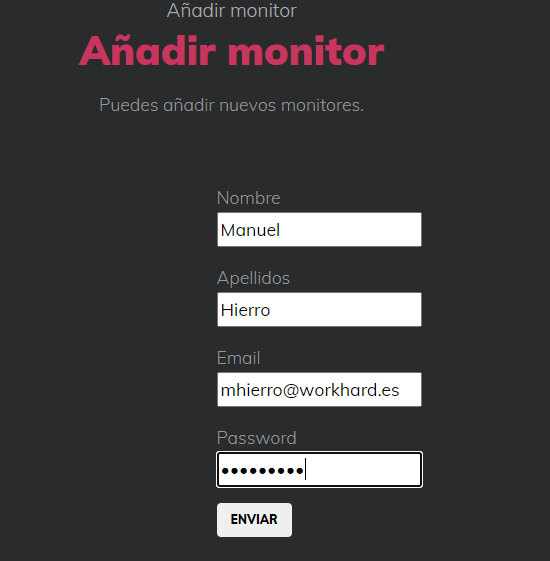 Añadir monitor
Añadir monitor
Puedes añadir nuevos monitores.
Nombre
Manuel
Apellidos
Hierro
Email
mhierro@workhard.es
Password
•••••••••
ENVIAR